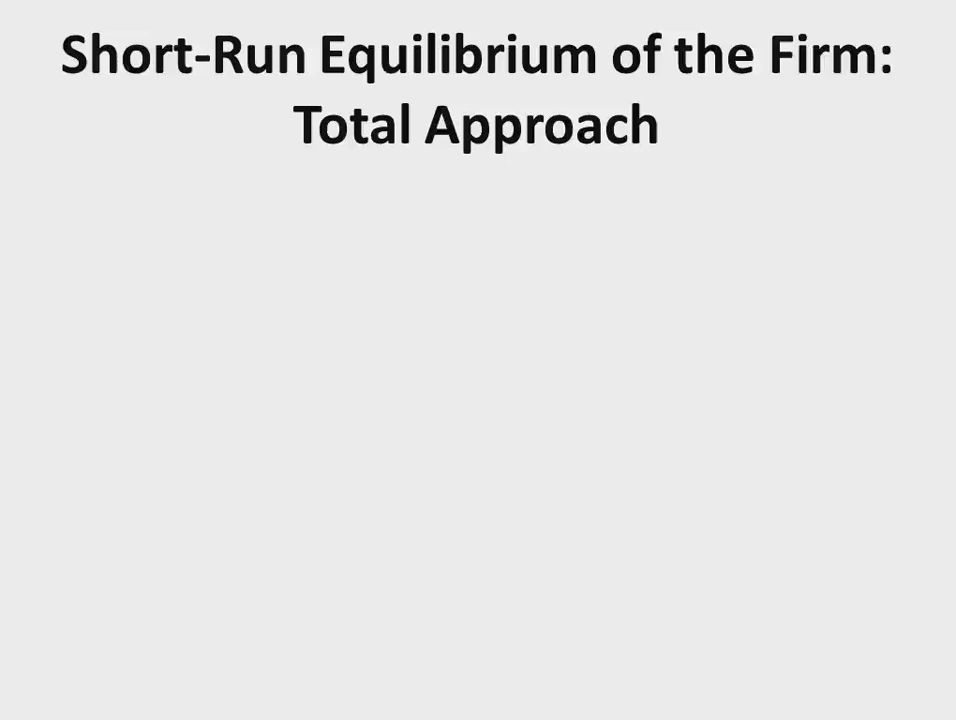 Short-Run Equilibrium of the Firm:
Total Approach